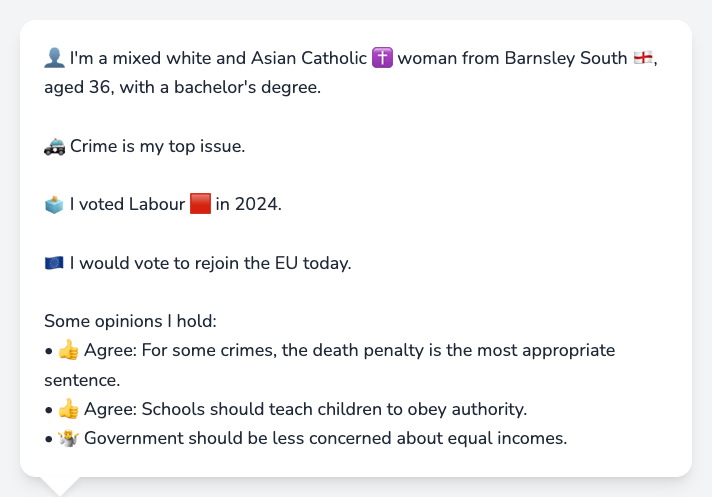 👤 I'm a mixed white and Asian Catholic ✝️ woman from Barnsley South 🏴󠁧󠁢󠁥󠁮󠁧󠁿,
aged 36, with a bachelor's degree.
🚓 Crime is my top issue.
🗳️ I voted Labour 🟥 in 2024.
🇪🇺 I would vote to rejoin the EU today.
Some opinions I hold:
• 👍 Agree: For some crimes, the death penalty is the most appropriate
sentence.
• 👍 Agree: Schools should teach children to obey authority.
• 🤷‍♀️ Government should be less concerned about equal incomes.